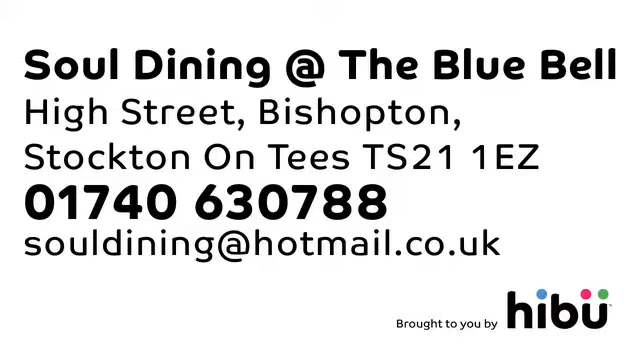 Soul Dining @ The Blue Bell
High Street, Bishopton,
Stockton On Tees TS21 1EZ
01740 630788
souldining@hotmail.co.uk
Brought to you by hibü